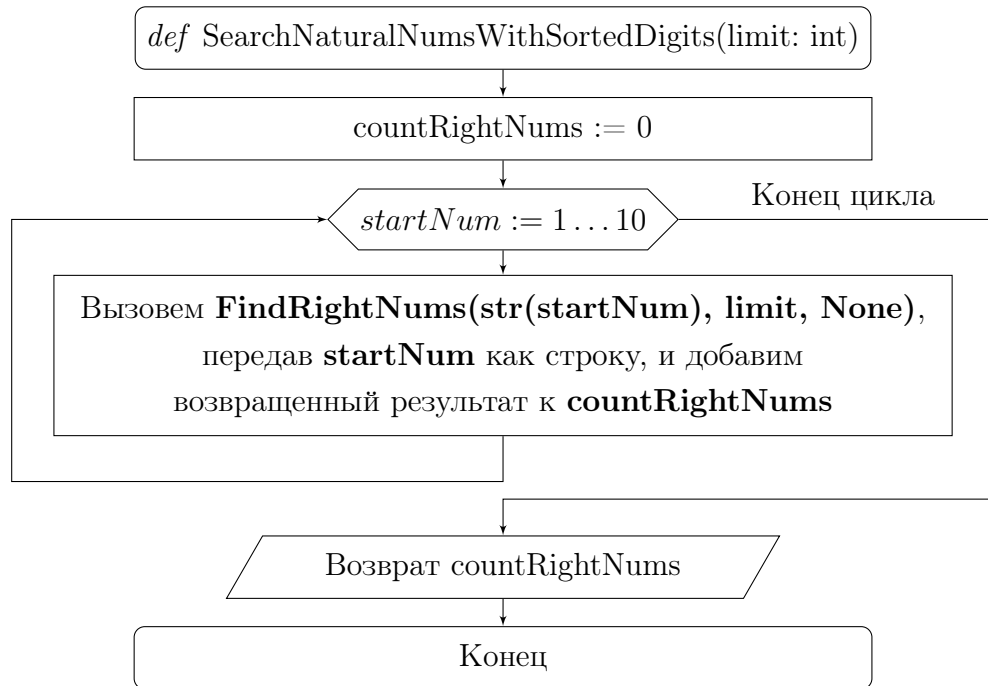 def SearchNaturalNumsWithSortedDigits(limit: int)
countRightNums := 0
Конец цикла
startNum := 1 … 10
Вызовем FindRightNums(str(startNum), limit, None),
передав startNum как строку, и добавим
возвращенный результат к countRightNums
Возврат countRightNums
Конец